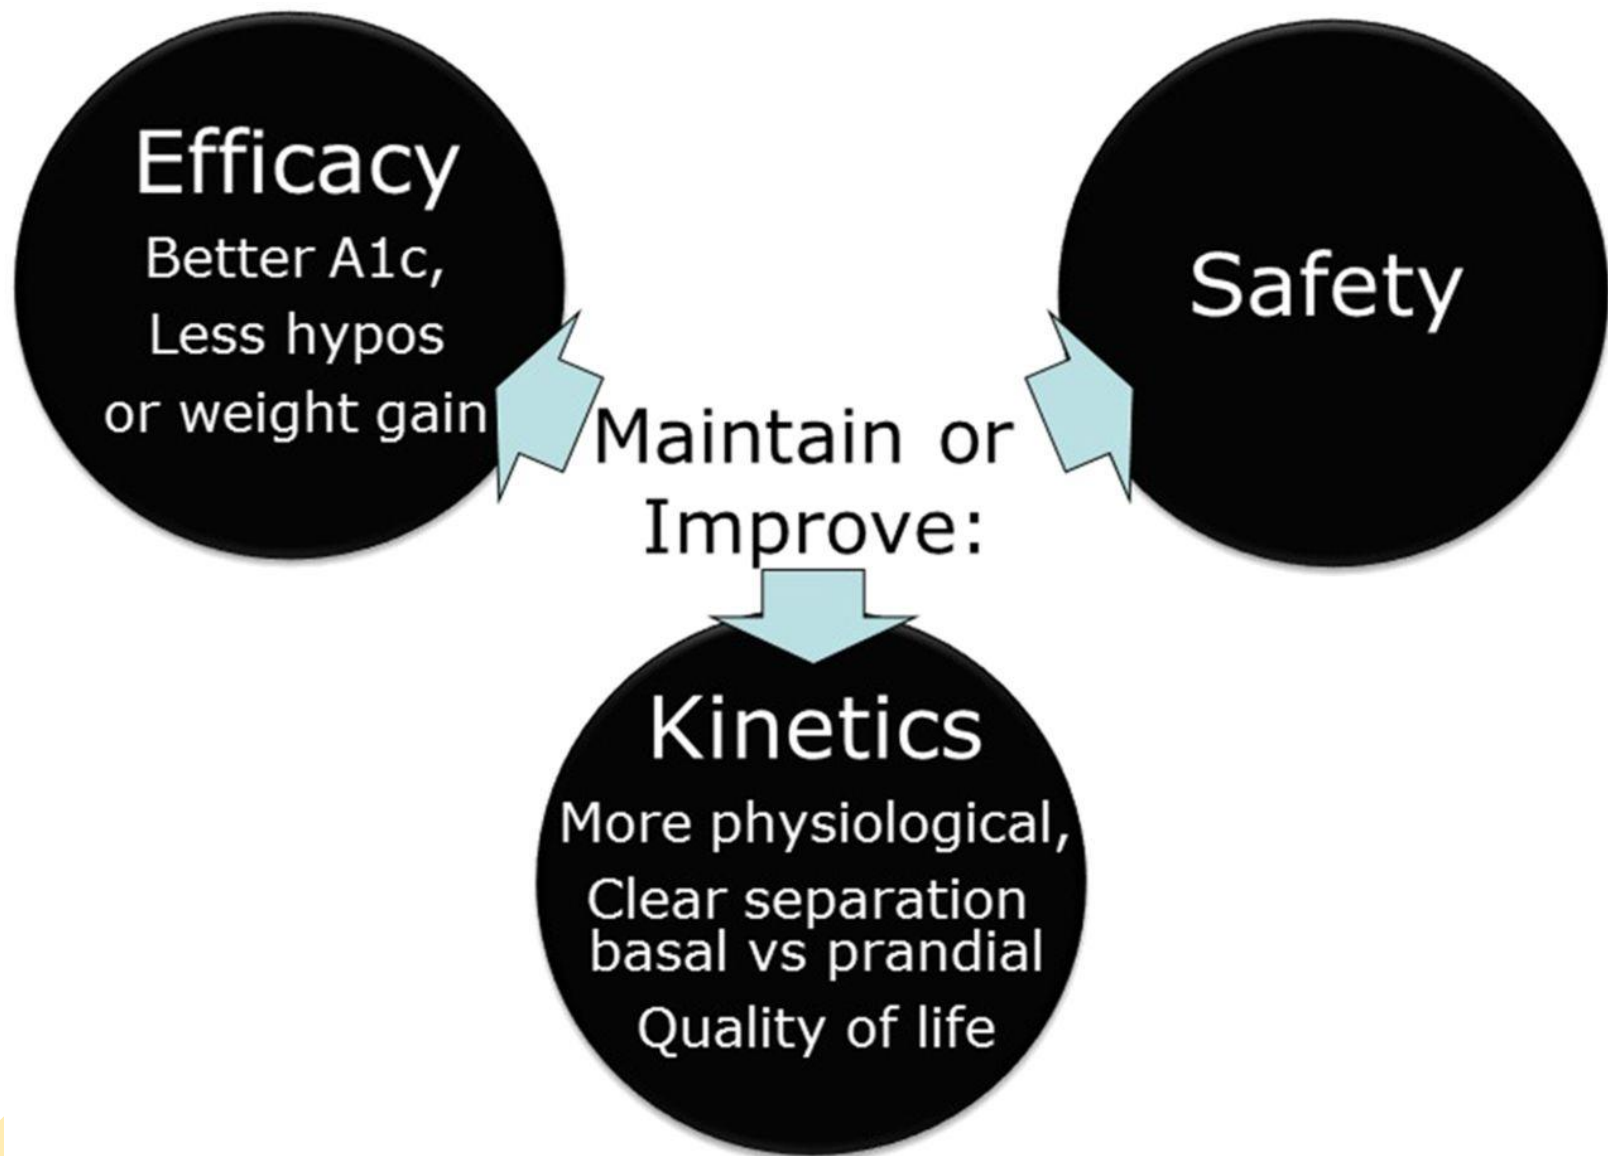 Efficacy
Better A1c,
Less hypos
or weight gain
Safety
Maintain or
Improve:
Kinetics
More physiological,
Clear separation
basal vs prandial
Quality of life